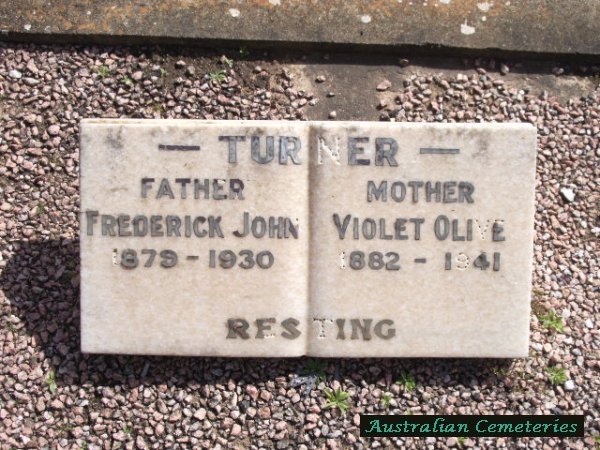 — TURNER —
FATHER
FREDERICK JOHN
1879 - 1930
MOTHER
VIOLET OLIVE
1882 - 1941
RESTING
Australian Cemeteries